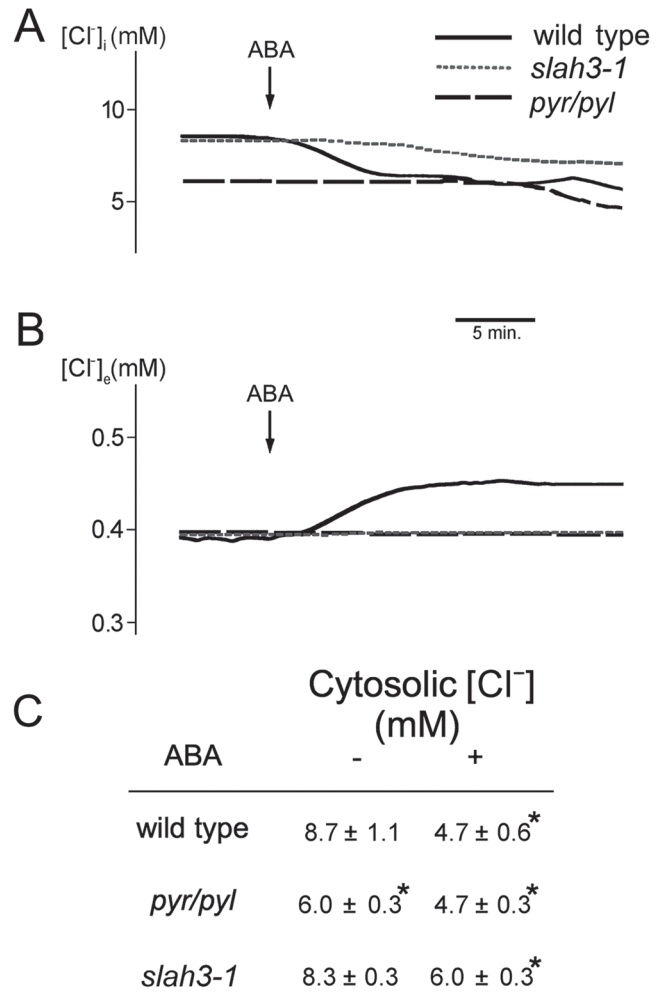 A
[Cl⁻]i (mM)
ABA
wild type
slah3-1
pyr/pyl
10
5
5 min.
B
[Cl⁻]e(mM)
ABA
0.5
0.4
0.3
C
Cytosolic [Cl⁻]
(mM)
ABA - +
wild type 8.7 ± 1.1 4.7 ± 0.6*
pyr/pyl 6.0 ± 0.3* 4.7 ± 0.3*
slah3-1 8.3 ± 0.3 6.0 ± 0.3*